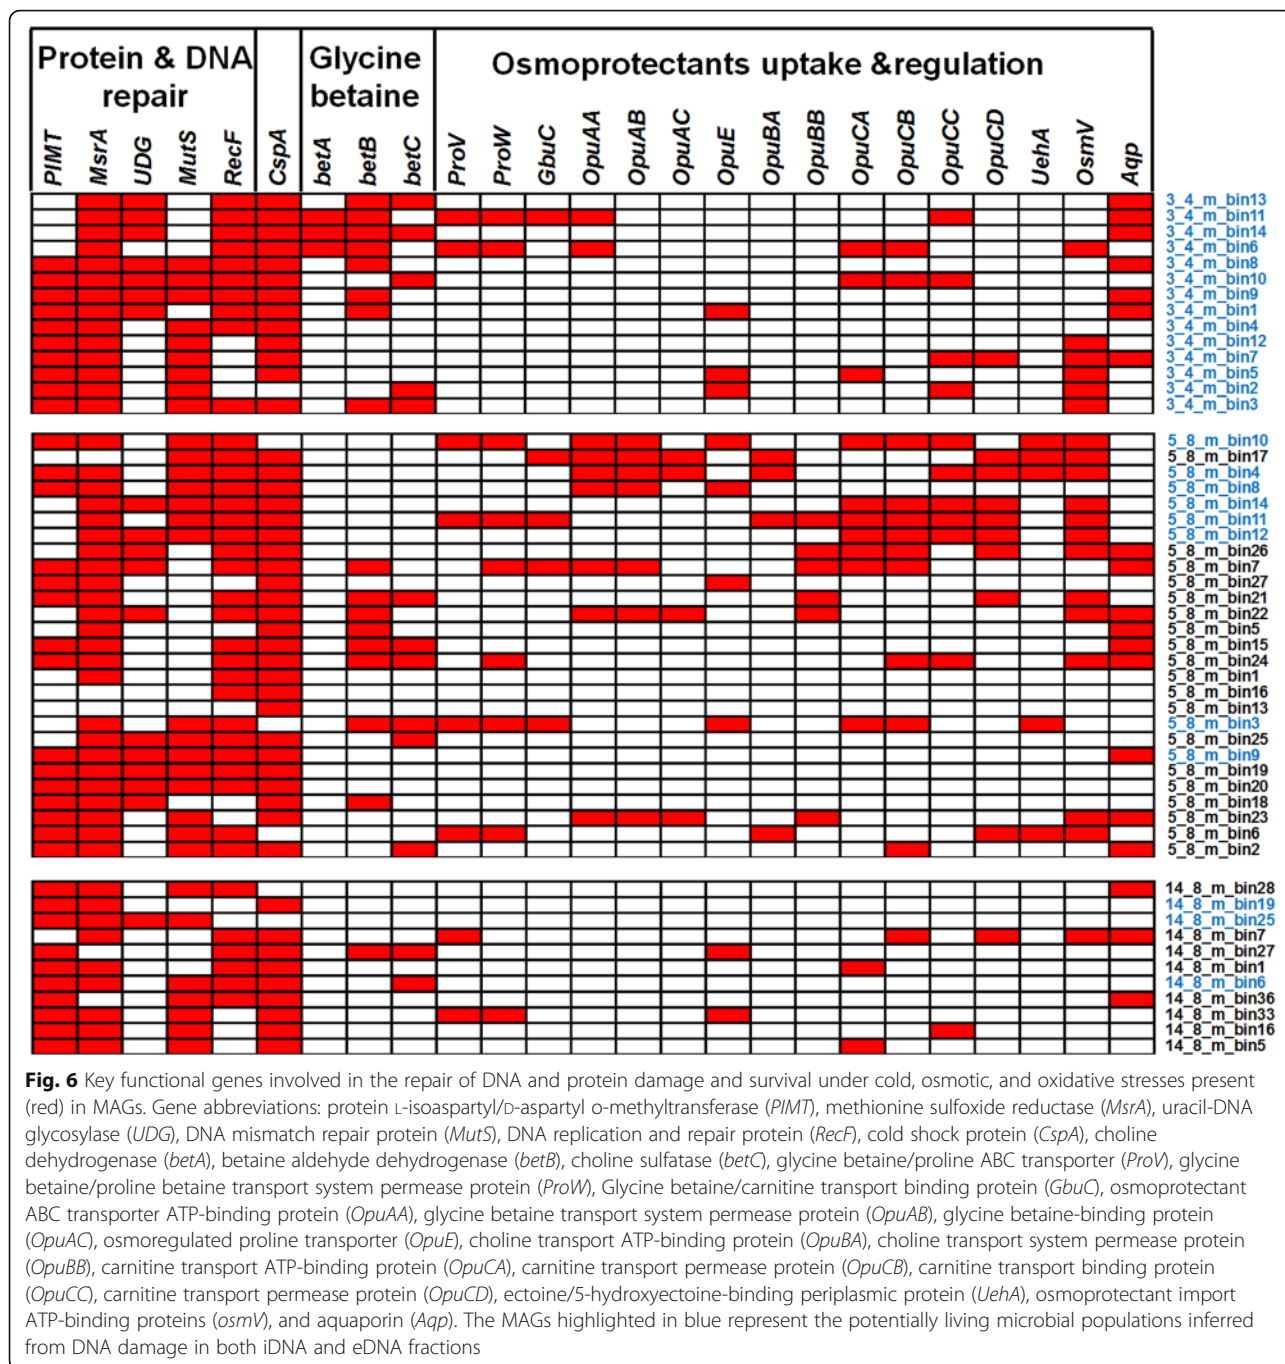 Protein & DNA repair
Glycine betaine
Osmoprotectants uptake &regulation
PIMT
MsrA
UDG
MutS
RecF
CspA
betA
betB
betC
ProV
ProW
GbuC
OpuAA
OpuAB
OpuAC
OpuE
OpuBA
OpuBB
OpuCA
OpuCB
OpuCC
OpuCD
UehA
OsmV
Aqp
3_4_m_bin13
3_4_m_bin11
3_4_m_bin14
3_4_m_bin6
3_4_m_bin8
3_4_m_bin10
3_4_m_bin9
3_4_m_bin1
3_4_m_bin4
3_4_m_bin12
3_4_m_bin7
3_4_m_bin5
3_4_m_bin2
3_4_m_bin3
5_8_m_bin10
5_8_m_bin17
5_8_m_bin4
5_8_m_bin8
5_8_m_bin14
5_8_m_bin11
5_8_m_bin12
5_8_m_bin26
5_8_m_bin7
5_8_m_bin27
5_8_m_bin21
5_8_m_bin22
5_8_m_bin5
5_8_m_bin15
5_8_m_bin24
5_8_m_bin1
5_8_m_bin16
5_8_m_bin13
5_8_m_bin3
5_8_m_bin25
5_8_m_bin9
5_8_m_bin19
5_8_m_bin20
5_8_m_bin18
5_8_m_bin23
5_8_m_bin6
5_8_m_bin2
14_8_m_bin28
14_8_m_bin19
14_8_m_bin25
14_8_m_bin7
14_8_m_bin27
14_8_m_bin1
14_8_m_bin6
14_8_m_bin36
14_8_m_bin33
14_8_m_bin16
14_8_m_bin5
Fig. 6 Key functional genes involved in the repair of DNA and protein damage and survival under cold, osmotic, and oxidative stresses present
(red) in MAGs. Gene abbreviations: protein L-isoaspartyl/D-aspartyl o-methyltransferase (PIMT), methionine sulfoxide reductase (MsrA), uracil-DNA
glycosylase (UDG), DNA mismatch repair protein (MutS), DNA replication and repair protein (RecF), cold shock protein (CspA), choline
dehydrogenase (betA), betaine aldehyde dehydrogenase (betB), choline sulfatase (betC), glycine betaine/proline ABC transporter (ProV), glycine
betaine/proline betaine transport system permease protein (ProW), Glycine betaine/carnitine transport binding protein (GbuC), osmoprotectant
ABC transporter ATP-binding protein (OpuAA), glycine betaine transport system permease protein (OpuAB), glycine betaine-binding protein
(OpuAC), osmoregulated proline transporter (OpuE), choline transport ATP-binding protein (OpuBA), choline transport system permease protein
(OpuBB), carnitine transport ATP-binding protein (OpuCA), carnitine transport permease protein (OpuCB), carnitine transport binding protein
(OpuCC), carnitine transport permease protein (OpuCD), ectoine/5-hydroxyectoine-binding periplasmic protein (UehA), osmoprotectant import
ATP-binding proteins (osmV), and aquaporin (Aqp). The MAGs highlighted in blue represent the potentially living microbial populations inferred
from DNA damage in both iDNA and eDNA fractions